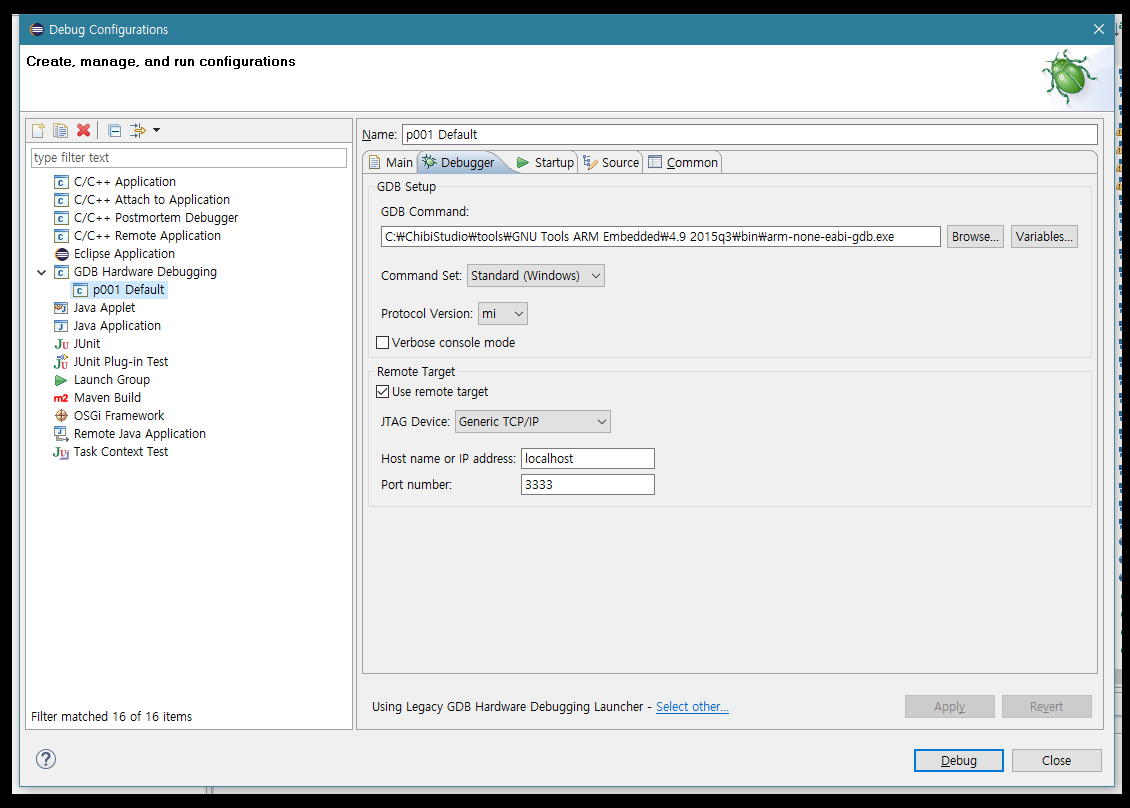 Debug Configurations
Create, manage, and run configurations
type filter text
C/C++ Application
C/C++ Attach to Application
C/C++ Postmortem Debugger
C/C++ Remote Application
Eclipse Application
GDB Hardware Debugging
p001 Default
Java Applet
Java Application
JUnit
JUnit Plug-in Test
Launch Group
m2 Maven Build
OSGi Framework
Remote Java Application
Task Context Test
Filter matched 16 of 16 items
Name: p001 Default
Main Debugger Startup Source Common
GDB Setup
GDB Command:
C:₩ChibiStudio₩tools₩GNU Tools ARM Embedded₩4.9 2015q3₩bin₩arm-none-eabi-gdb.exe Browse... Variables...
Command Set: Standard (Windows)
Protocol Version: mi
Verbose console mode
Remote Target
Use remote target
JTAG Device: Generic TCP/IP
Host name or IP address: localhost
Port number: 3333
Using Legacy GDB Hardware Debugging Launcher - Select other...
Apply Revert
Debug Close